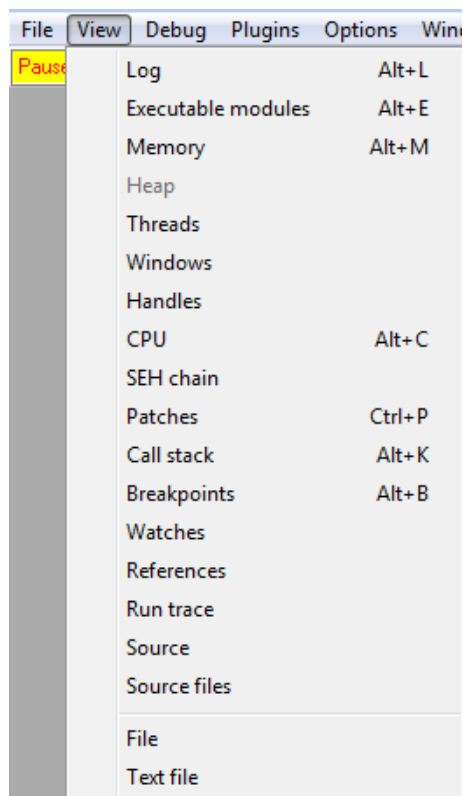 File View Debug Plugins Options
Pause
Log Alt+L
Executable modules Alt+E
Memory Alt+M
Heap
Threads
Windows
Handles
CPU Alt+C
SEH chain
Patches Ctrl+P
Call stack Alt+K
Breakpoints Alt+B
Watches
References
Run trace
Source
Source files
File
Text file